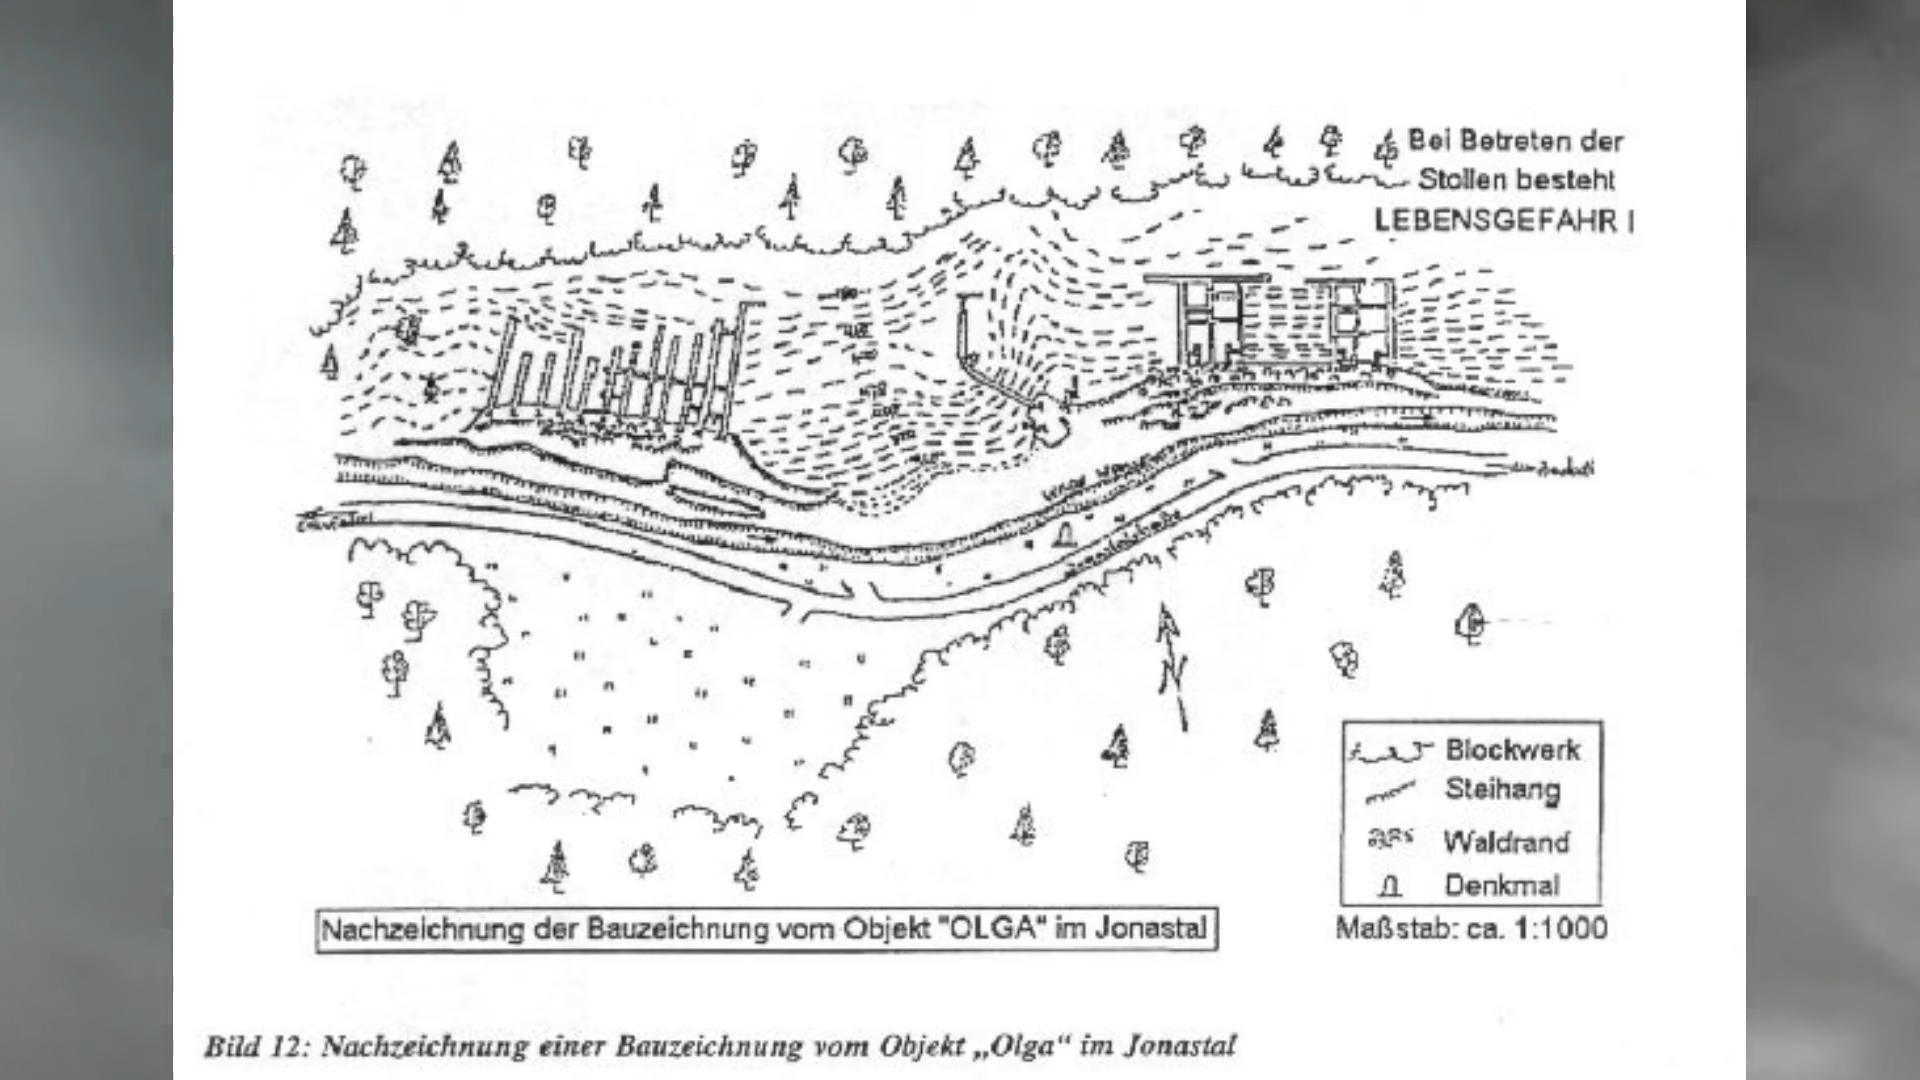 Bei Betreten der
Stollen besteht
LEBENSGEFAHR !
N
Blockwerk
Steihang
Waldrand
Denkmal
Nachzeichnung der Bauzeichnung vom Objekt "OLGA" im Jonastal
Maßstab: ca. 1:1000
Bild 12: Nachzeichnung einer Bauzeichnung vom Objekt „Olga“ im Jonastal